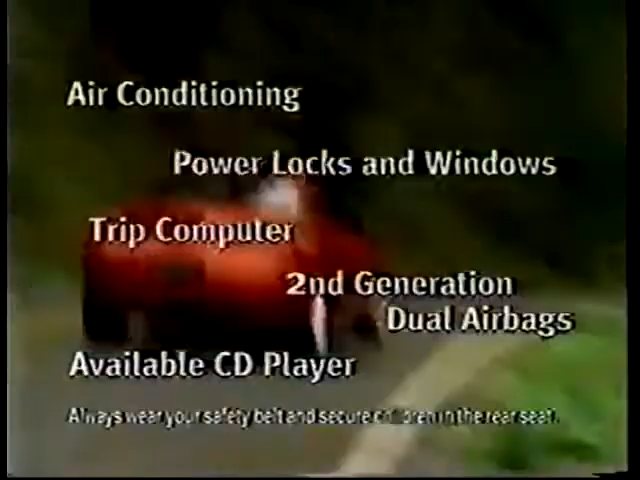 Air Conditioning
Power Locks and Windows
Trip Computer
2nd Generation
Dual Airbags
Available CD Player
Always wear your safety belt and secure children in the rear seat.